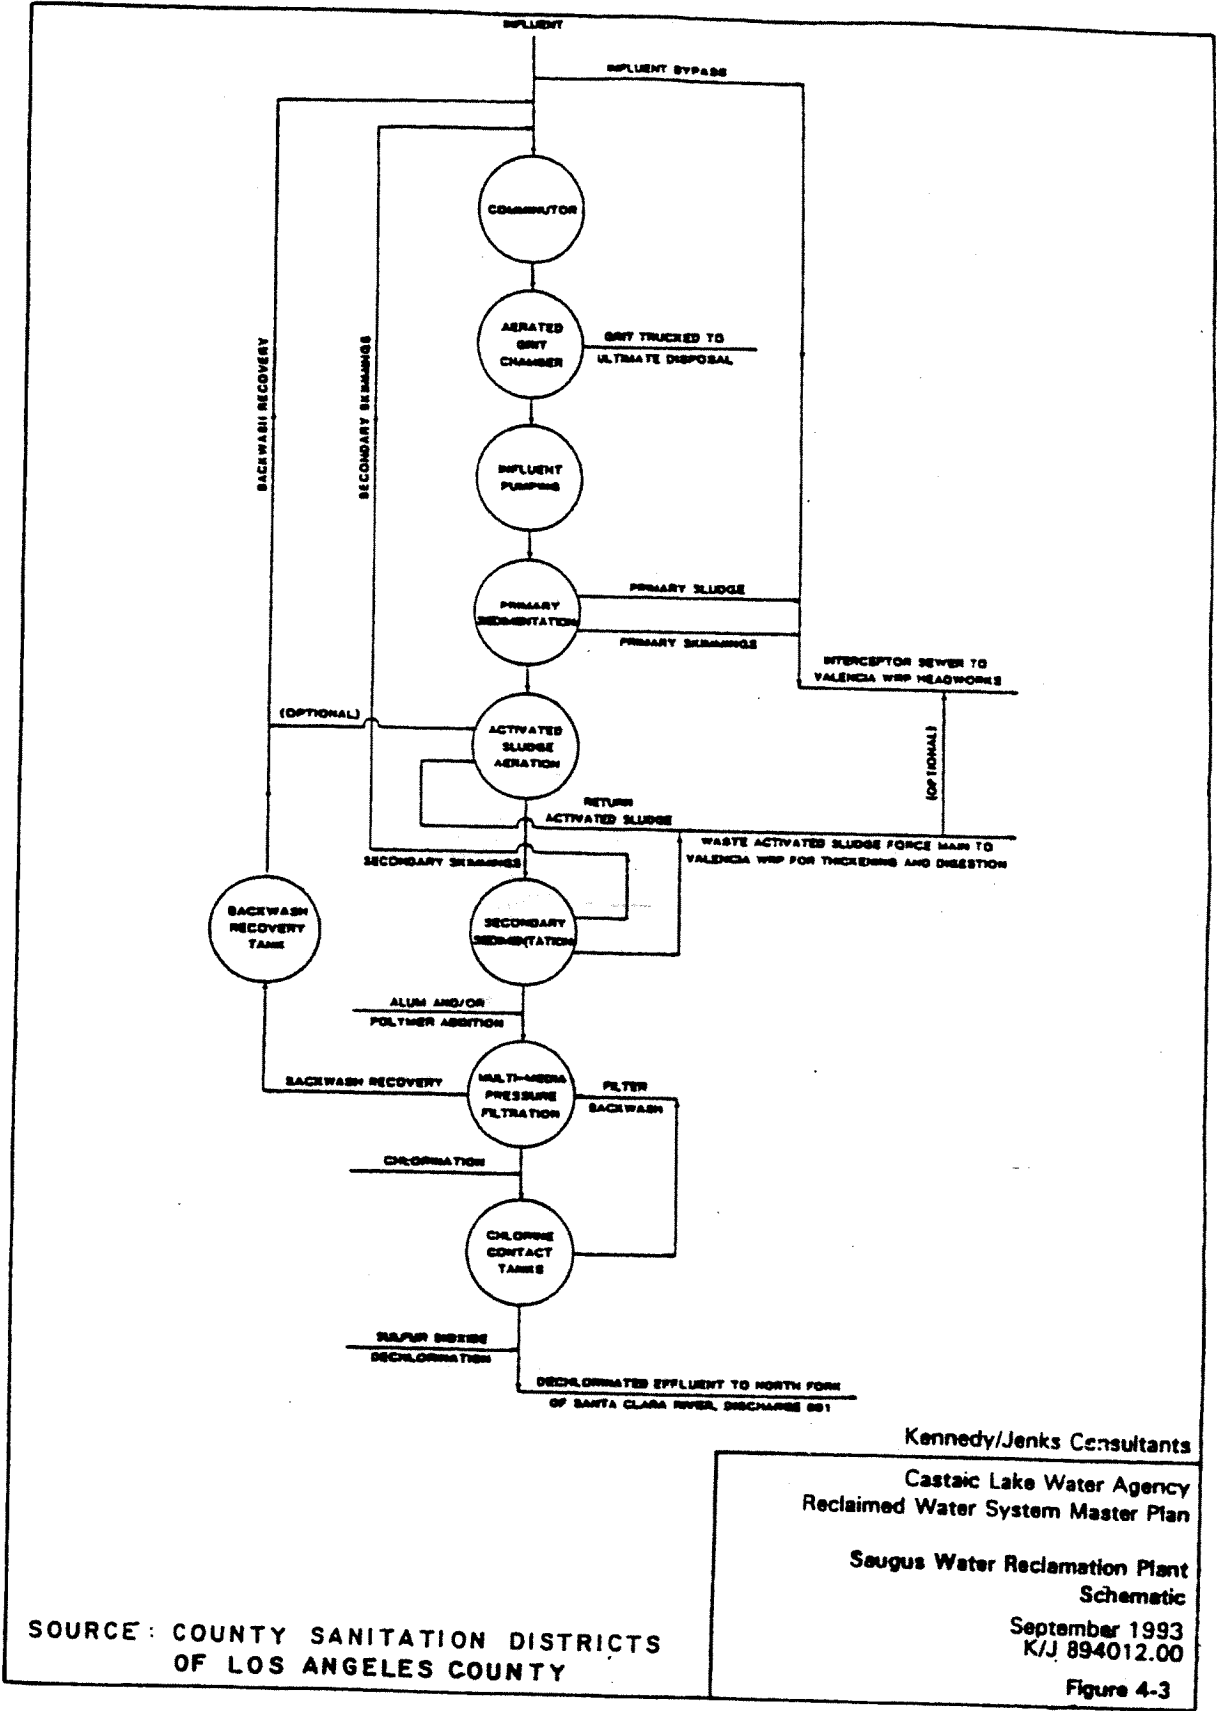 INFLUENT
INFLUENT BYPASS
COMMINUTOR
AERATED
GRIT
CHAMBER
GRIT TRUCKED TO
ULTIMATE DISPOSAL
BACKWASH RECOVERY
SECONDARY SKIMMINGS
INFLUENT
PUMPING
PRIMARY
SEDIMENTATION
PRIMARY SLUDGE
PRIMARY SKIMMINGS
INTERCEPTOR SEWER TO
VALENCIA WRP HEADWORKS
(OPTIONAL)
ACTIVATED
SLUDGE
AERATION
(OPTIONAL)
RETURN
ACTIVATED SLUDGE
WASTE ACTIVATED SLUDGE FORCE MAIN TO
VALENCIA WRP FOR THICKENING AND DIGESTION
SECONDARY SKIMMINGS
BACKWASH
RECOVERY
TANK
SECONDARY
SEDIMENTATION
ALUM AND/OR
POLYMER ADDITION
BACKWASH RECOVERY
MULTI-MEDIA
PRESSURE
FILTRATION
FILTER
BACKWASH
CHLORINATION
CHLORINE
CONTACT
TANKS
SULFUR DIOXIDE
DECHLORINATION
DECHLORINATED EFFLUENT TO NORTH FORK
OF SANTA CLARA RIVER, DISCHARGE 001
Kennedy/Jenks Consultants
Castaic Lake Water Agency
Reclaimed Water System Master Plan
Saugus Water Reclamation Plant
Schematic
September 1993
K/J 894012.00
Figure 4-3
SOURCE: COUNTY SANITATION DISTRICTS
OF LOS ANGELES COUNTY